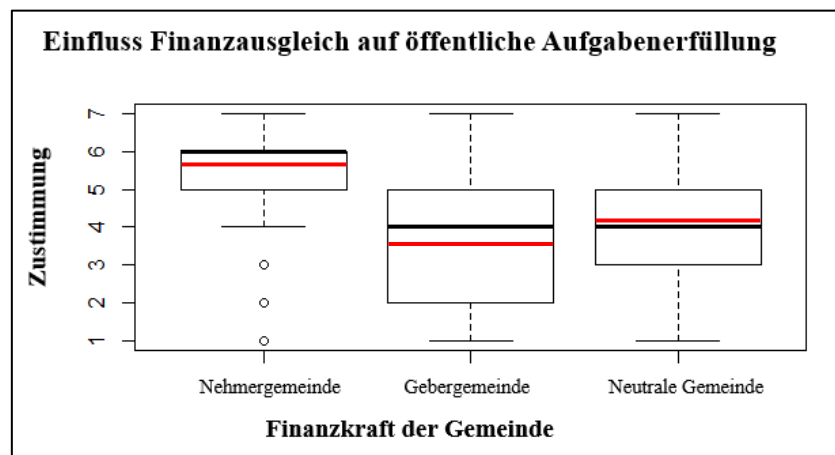 Einfluss Finanzausgleich auf öffentliche Aufgabenerfüllung
Zustimmung
7
6
5
4
3
2
1
Nehmergemeinde Gebergemeinde Neutrale Gemeinde
Finanzkraft der Gemeinde